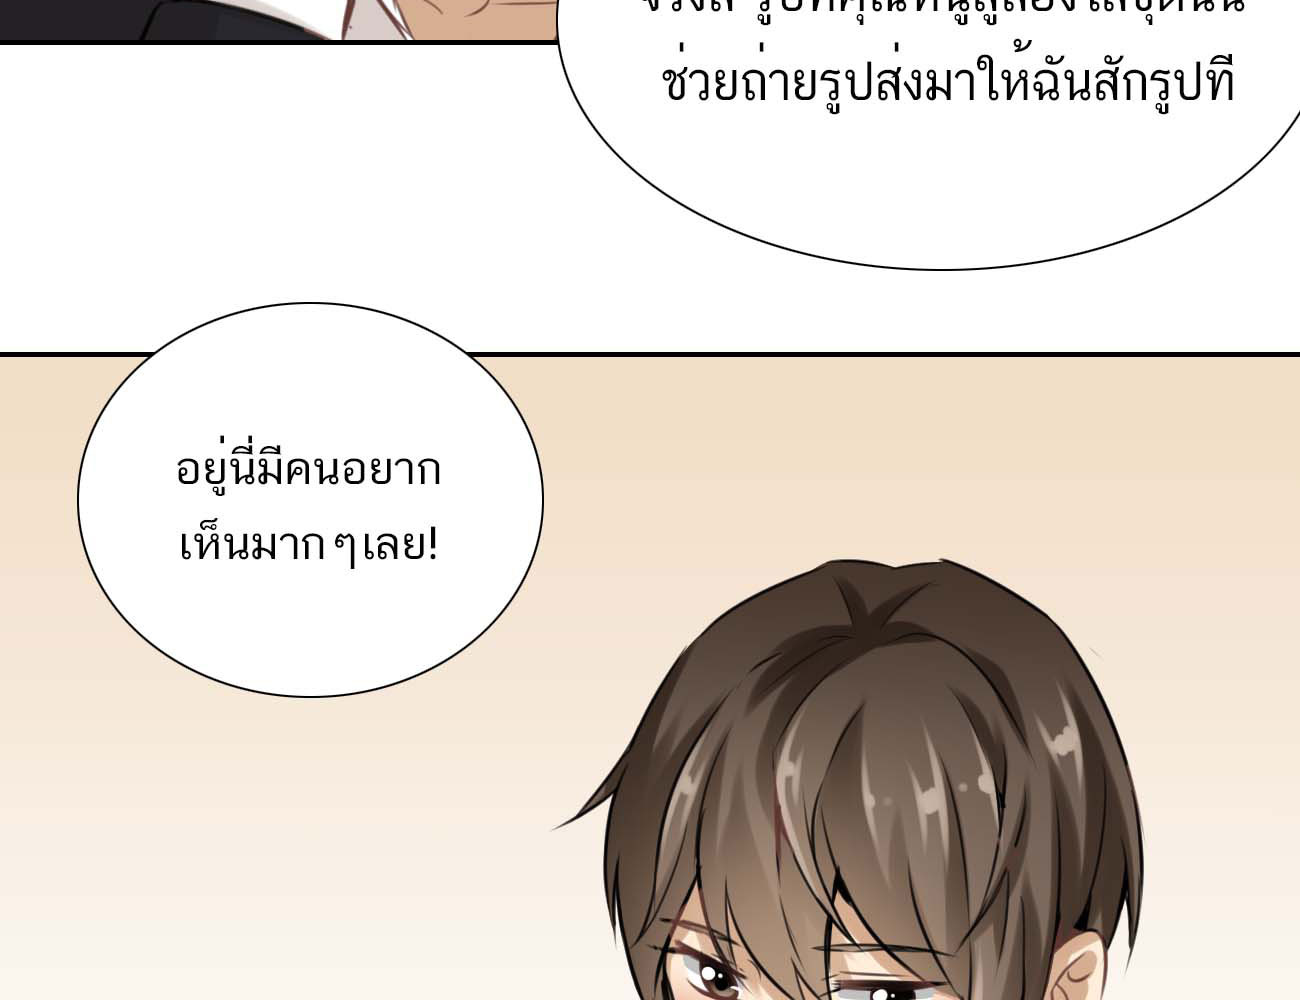 ช่วยถ่ายรูปส่งมาให้ฉันสักรูปที
อยู่นี่มีคนอยาก
เห็นมากๆเลย!